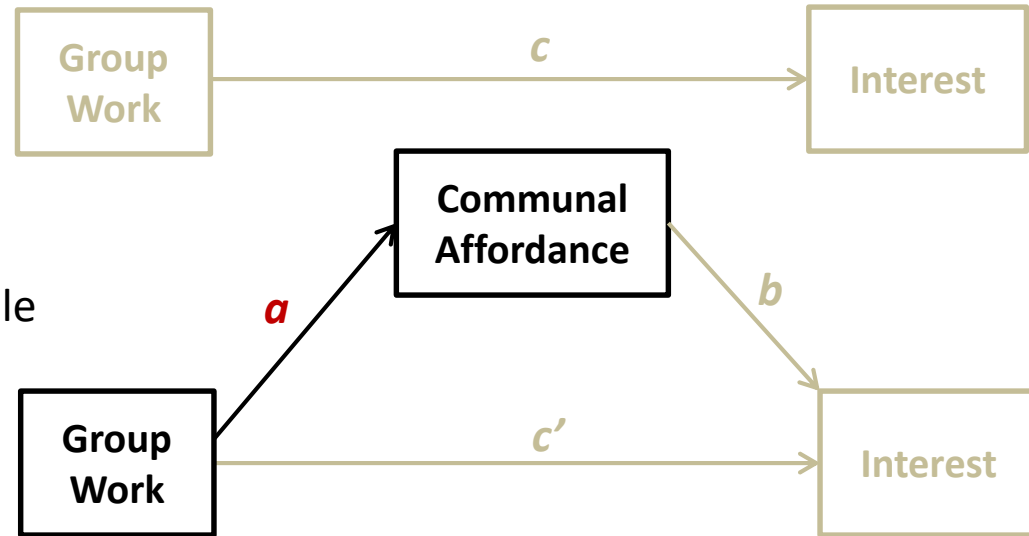 c
Group
Work
Interest
Communal
Affordance
le
a
b
Group
Work
c’
Interest